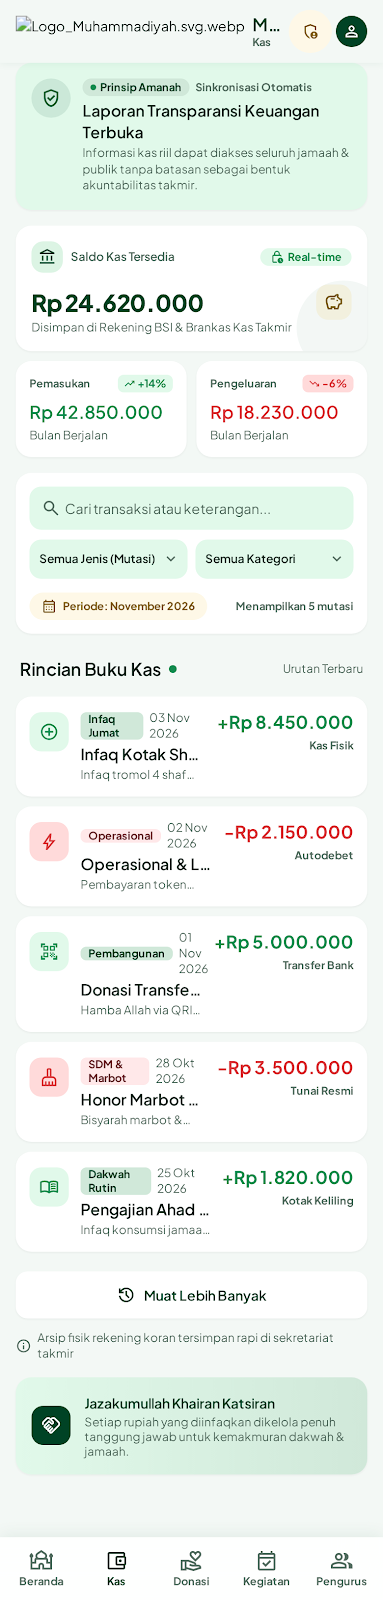 Logo_Muhammadiyah.svg.webp
M...
Kas
Prinsip Amanah
Sinkronisasi Otomatis
Laporan Transparansi Keuangan
Terbuka
Informasi kas riil dapat diakses seluruh jamaah &
publik tanpa batasan sebagai bentuk
akuntabilitas takmir.
Saldo Kas Tersedia
Real-time
Rp 24.620.000
Disimpan di Rekening BSI & Brankas Kas Takmir
Pemasukan
+14%
Rp 42.850.000
Bulan Berjalan
Pengeluaran
-6%
Rp 18.230.000
Bulan Berjalan
Cari transaksi atau keterangan...
Semua Jenis (Mutasi)
Semua Kategori
Periode: November 2026
Menampilkan 5 mutasi
Rincian Buku Kas
Urutan Terbaru
Infaq
Jumat
03 Nov
2026
+Rp 8.450.000
Kas Fisik
Infaq Kotak Sh...
Infaq tromol 4 shaf...
Operasional
02 Nov
2026
-Rp 2.150.000
Autodebet
Operasional & L...
Pembayaran token...
Pembangunan
01
Nov
2026
+Rp 5.000.000
Transfer Bank
Donasi Transfe...
Hamba Allah via QRI...
SDM &
Marbot
28 Okt
2026
-Rp 3.500.000
Tunai Resmi
Honor Marbot ...
Bisyarah marbot &...
Dakwah
Rutin
25 Okt
2026
+Rp 1.820.000
Kotak Keliling
Pengajian Ahad ...
Infaq konsumsi jamaa...
Muat Lebih Banyak
Arsip fisik rekening koran tersimpan rapi di sekretariat
takmir
Jazakumullah Khairan Katsiran
Setiap rupiah yang diinfaqkan dikelola penuh
tanggung jawab untuk kemakmuran dakwah &
jamaah.
Beranda
Kas
Donasi
Kegiatan
Pengurus